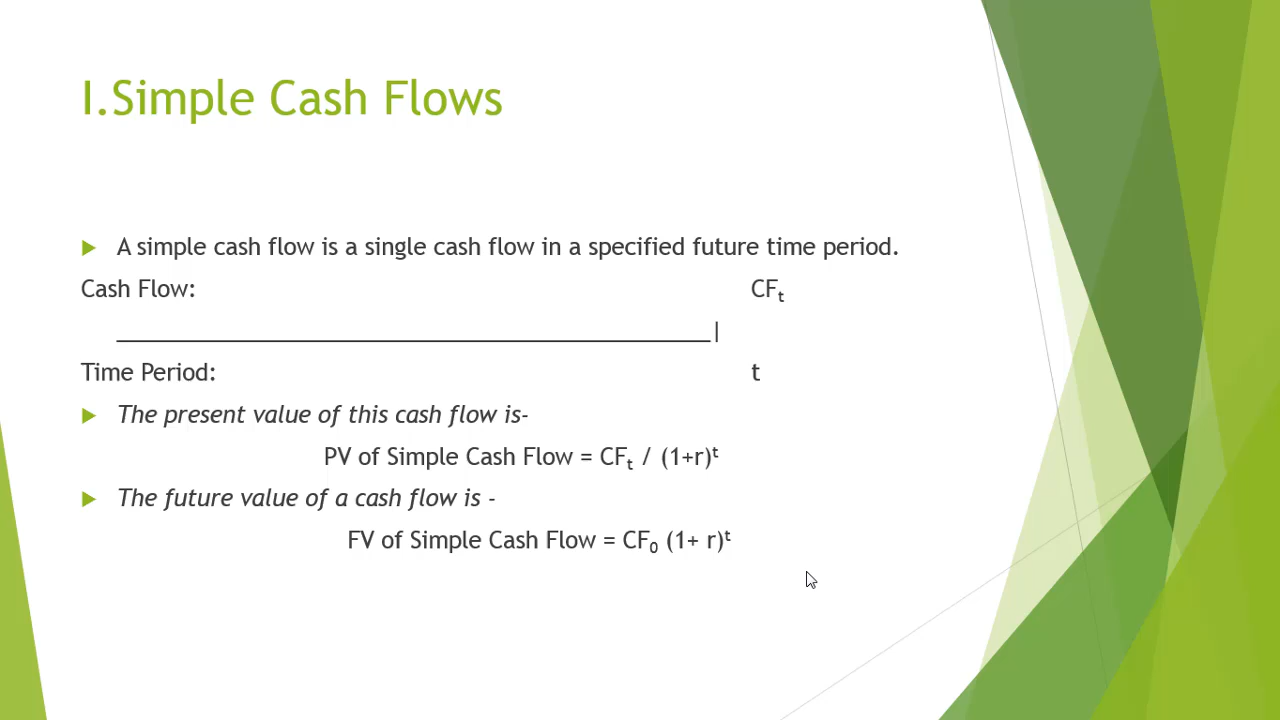 I.Simple Cash Flows
A simple cash flow is a single cash flow in a specified future time period.
Cash Flow: CFₜ
______________________________________________|
Time Period: t
The present value of this cash flow is-
PV of Simple Cash Flow = CFₜ / (1+r)ᵗ
The future value of a cash flow is -
FV of Simple Cash Flow = CF₀ (1+ r)ᵗ